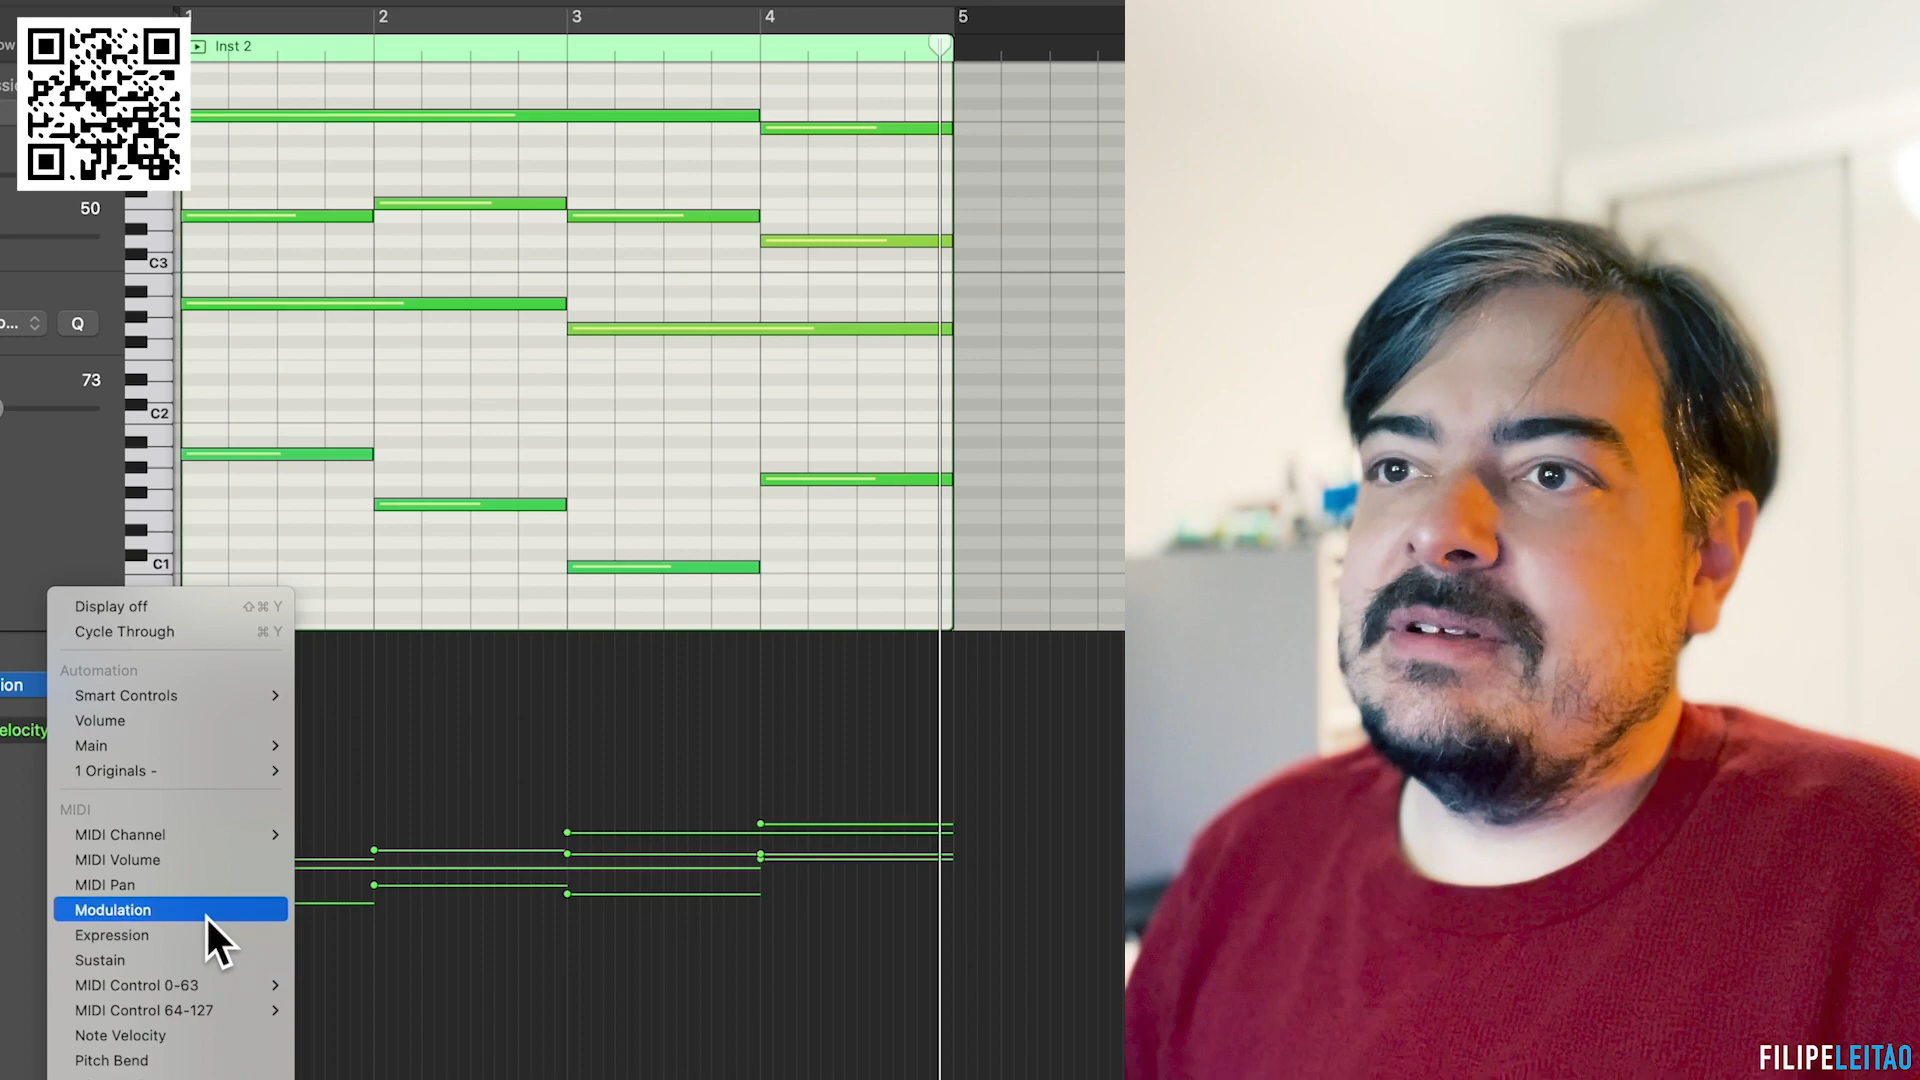 1
2
3
4
5
Inst 2
50
C3
Q
73
C2
C1
Display off ⇧⌘Y
Cycle Through ⌘Y
Automation
Smart Controls
Volume
Main
1 Originals -
MIDI
MIDI Channel
MIDI Volume
MIDI Pan
Modulation
Expression
Sustain
MIDI Control 0-63
MIDI Control 64-127
Note Velocity
Pitch Bend
ion
elocity
FILIPELEITAO